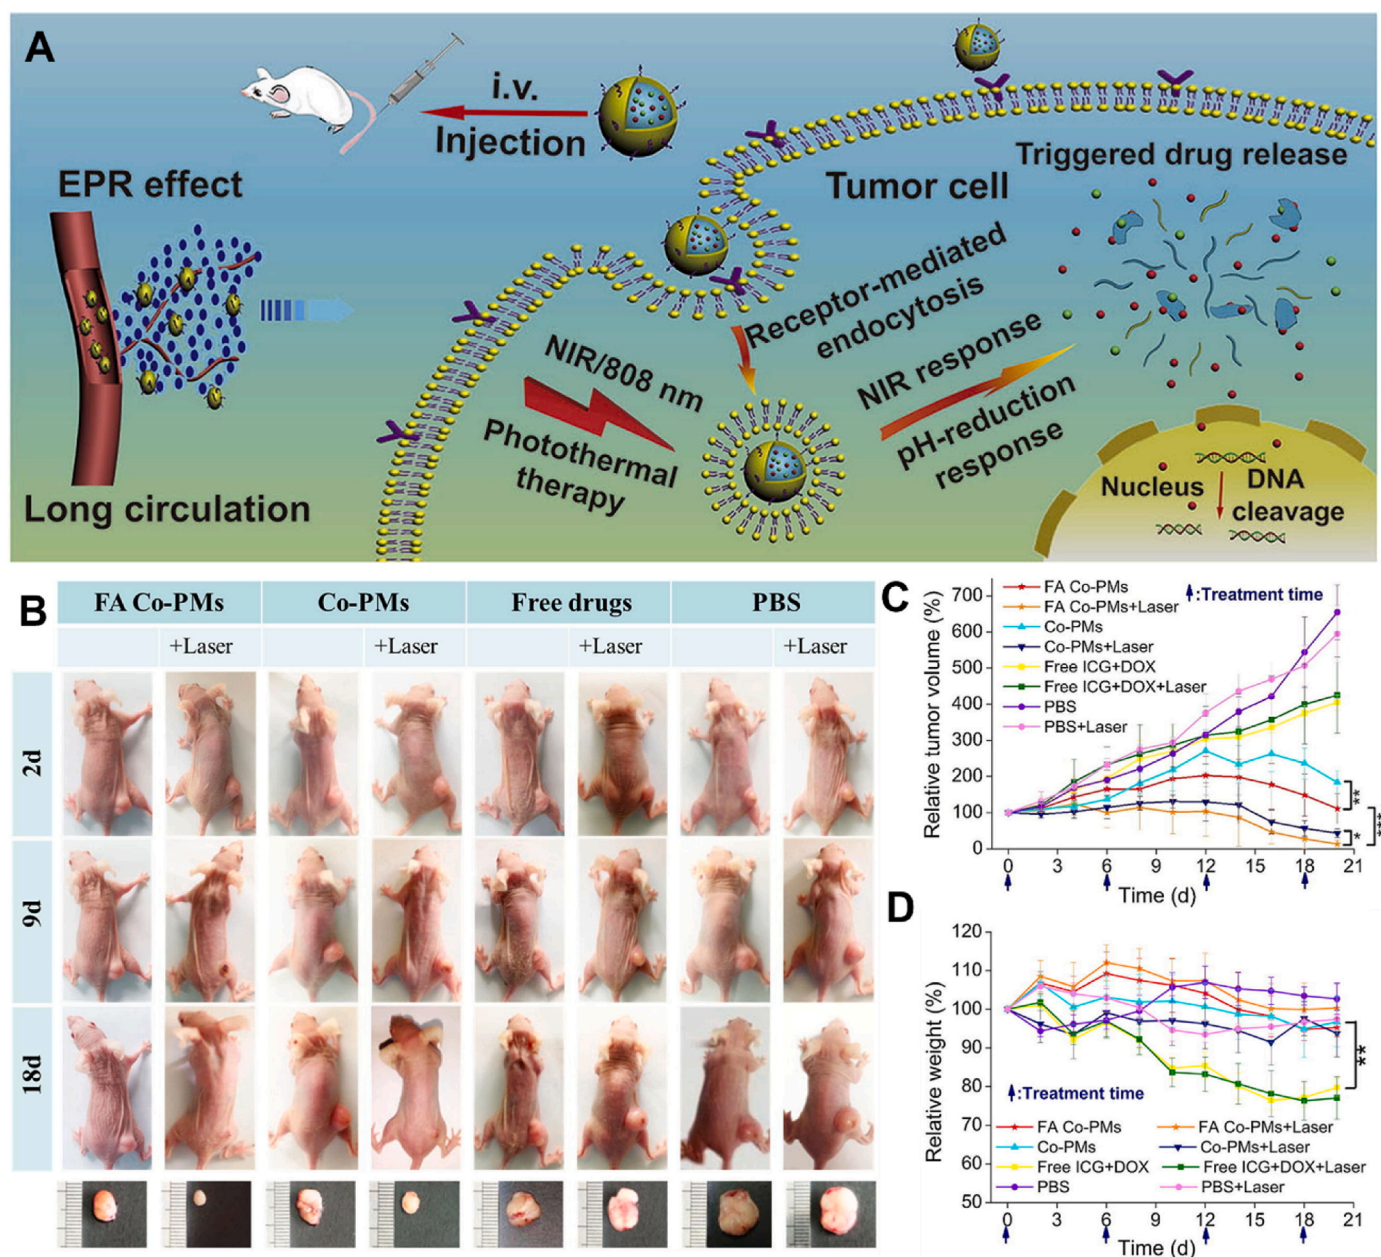 A
i.v.
Injection
EPR effect
Long circulation
Tumor cell
Triggered drug release
Receptor-mediated
endocytosis
NIR/808 nm
Photothermal
therapy
NIR response
pH-reduction
response
Nucleus
DNA
cleavage
B
FA Co-PMs
Co-PMs
Free drugs
PBS
+Laser
+Laser
+Laser
+Laser
2d
9d
18d
C
Relative tumor volume (%)
700
600
500
400
300
200
100
0
FA Co-PMs
FA Co-PMs+Laser
Co-PMs
Co-PMs+Laser
Free ICG+DOX
Free ICG+DOX+Laser
PBS
PBS+Laser
:Treatment time
**
*
***
0 3 6 9 12 15 18 21
Time (d)
D
Relative weight (%)
120
110
100
90
80
70
60
50
**
:Treatment time
FA Co-PMs
FA Co-PMs+Laser
Co-PMs
Co-PMs+Laser
Free ICG+DOX
Free ICG+DOX+Laser
PBS
PBS+Laser
0 3 6 9 12 15 18 21
Time (d)